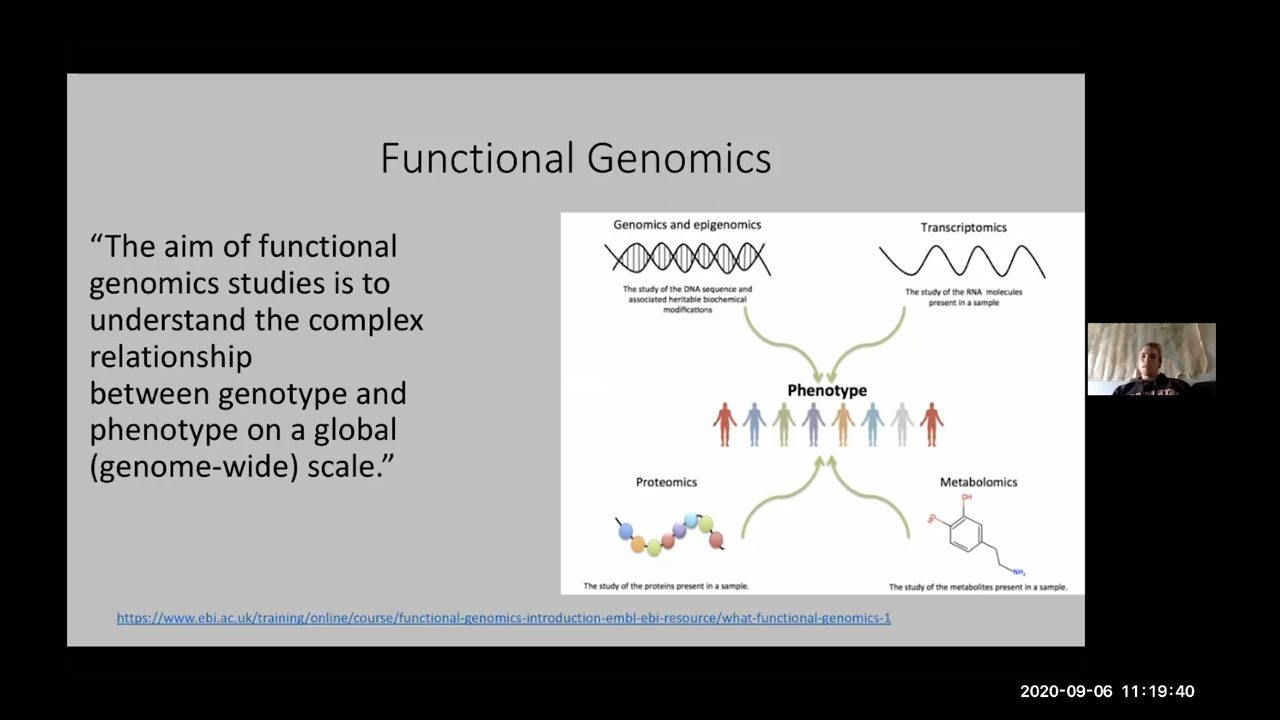 Functional Genomics
“The aim of functional
genomics studies is to
understand the complex
relationship
between genotype and
phenotype on a global
(genome-wide) scale.”
Genomics and epigenomics
The study of the DNA sequence and
associated heritable biochemical
modifications
Transcriptomics
The study of the RNA molecules
present in a sample
Phenotype
Proteomics
The study of the proteins present in a sample.
Metabolomics
OH
HO
NH₂
The study of the metabolites present in a sample.
https://www.ebi.ac.uk/training/online/course/functional-genomics-introduction-embl-ebi-resource/what-functional-genomics-1
2020-09-06 11:19:40